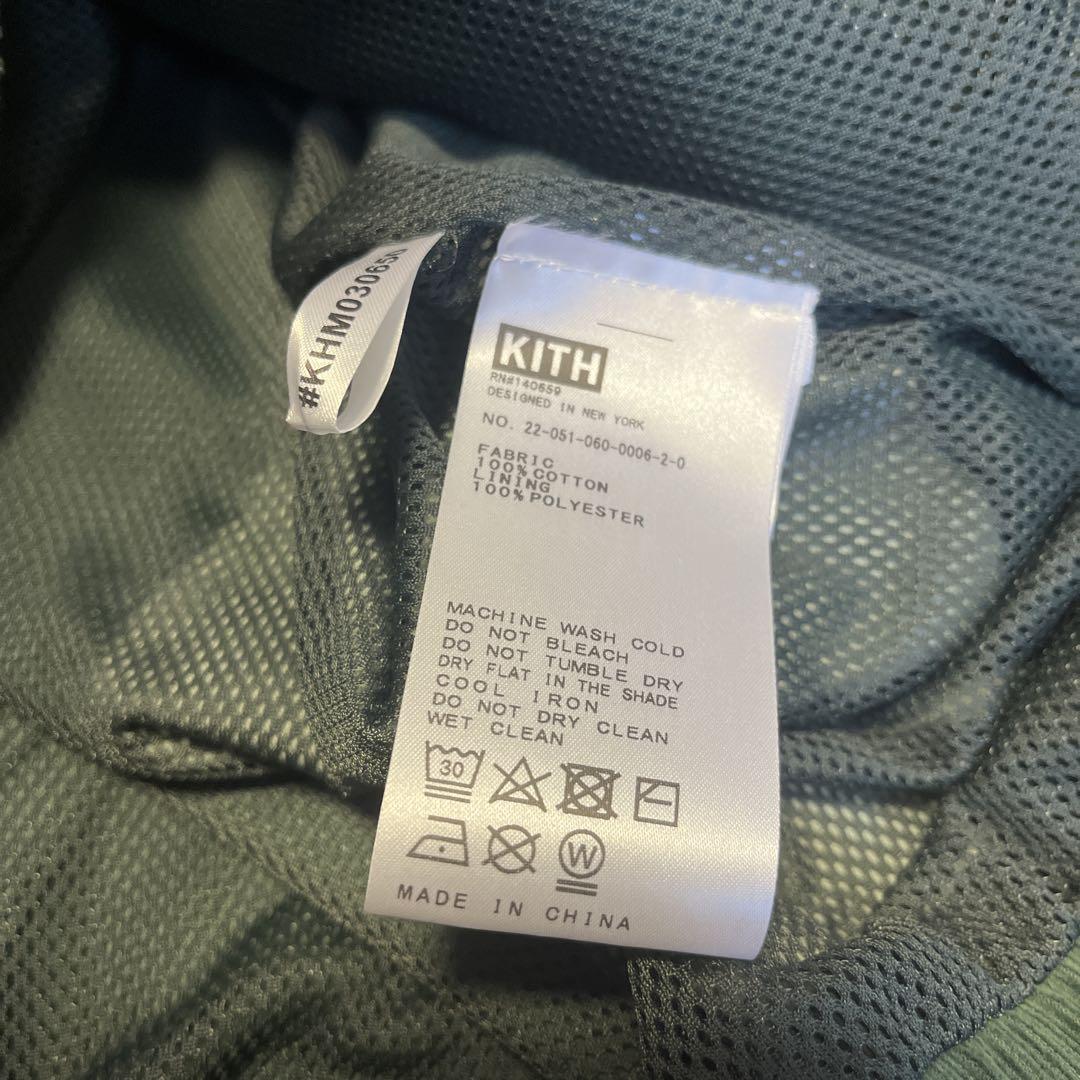 #KHM030650
KITH
RN#140659
DESIGNED IN NEW YORK
NO. 22-051-060-0006-2-0
FABRIC
100%COTTON
LINING
100%POLYESTER
MACHINE WASH COLD
DO NOT BLEACH
DO NOT TUMBLE DRY
DRY FLAT IN THE SHADE
COOL IRON
DO NOT DRY CLEAN
WET CLEAN
30
W
MADE IN CHINA